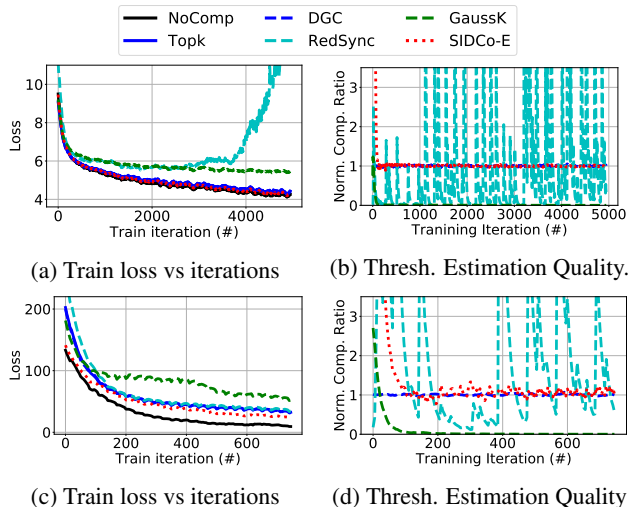 NoComp DGC GaussK
Topk RedSync SIDCo-E
10
8
6
4
Loss
0 2000 4000
Train iteration (#)
(a) Train loss vs iterations
3
2
1
0
Norm. Comp. Ratio
0 1000 2000 3000 4000 5000
Tranining Iteration (#)
(b) Thresh. Estimation Quality.
200
100
0
Loss
0 200 400 600
Train iteration (#)
(c) Train loss vs iterations
3
2
1
0
Norm. Comp. Ratio
0 200 400 600
Tranining Iteration (#)
(d) Thresh. Estimation Quality